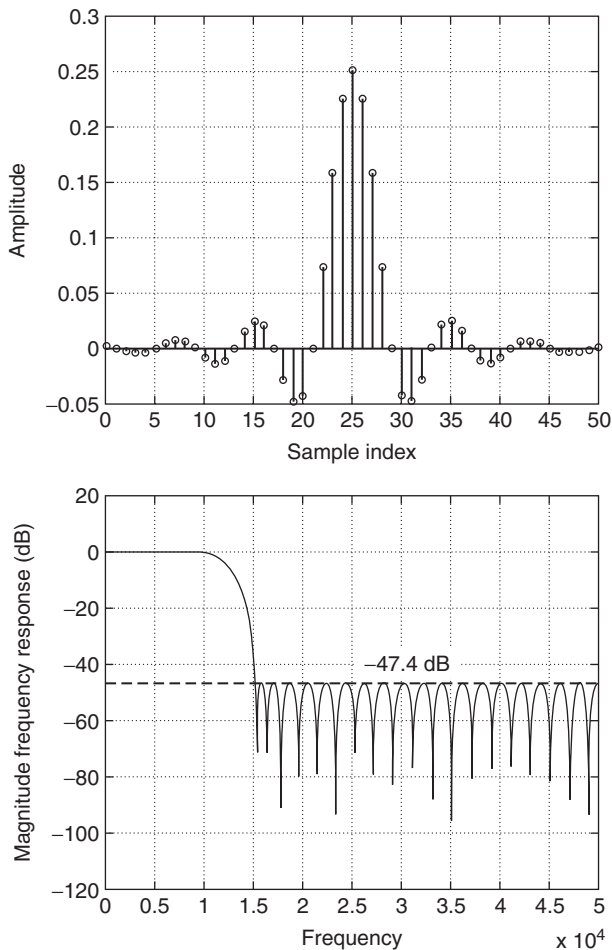 0.3
0.25
0.2
0.15
0.1
0.05
0
−0.05
Amplitude
0 5 10 15 20 25 30 35 40 45 50
Sample index
20
0
−20
−40
−60
−80
−100
−120
Magnitude frequency response (dB)
−47.4 dB
0 0.5 1 1.5 2 2.5 3 3.5 4 4.5 5
Frequency
x 10⁴